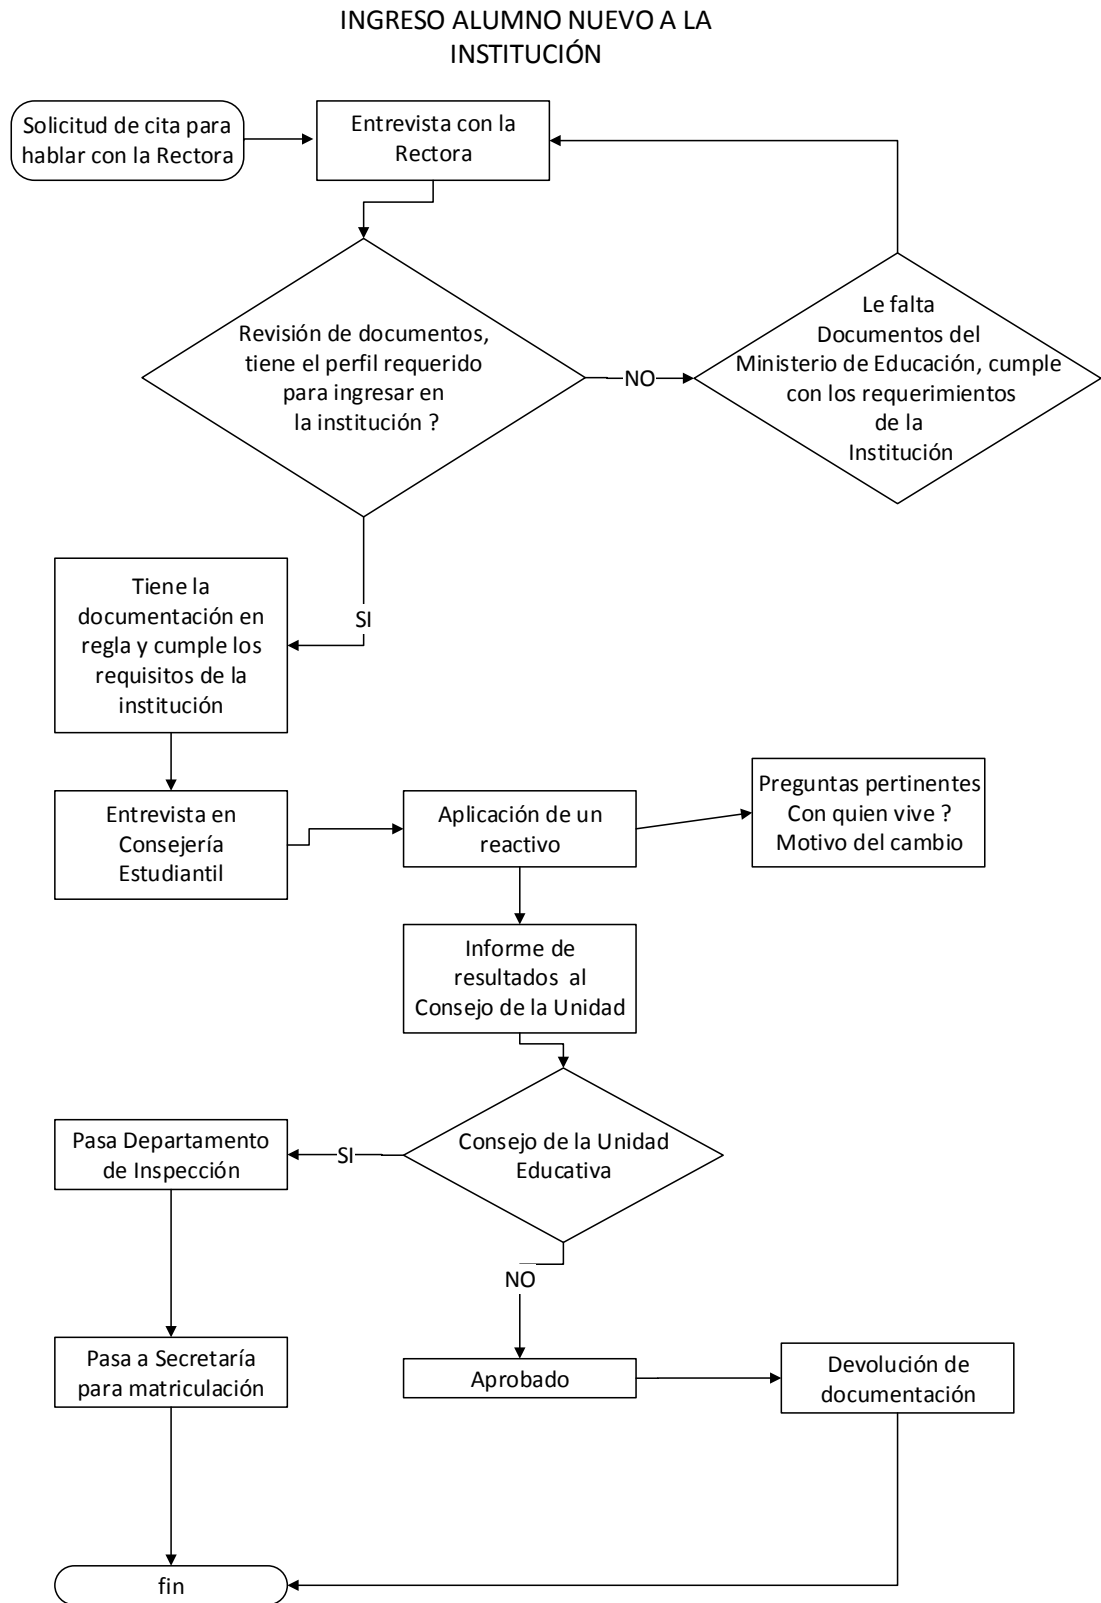 INGRESO ALUMNO NUEVO A LA
INSTITUCIÓN
Solicitud de cita para
hablar con la Rectora
Entrevista con la
Rectora
Revisión de documentos,
tiene el perfil requerido
para ingresar en
la institución ?
NO
Le falta
Documentos del
Ministerio de Educación, cumple
con los requerimientos
de la
Institución
SI
Tiene la
documentación en
regla y cumple los
requisitos de la
institución
Entrevista en
Consejería
Estudiantil
Aplicación de un
reactivo
Preguntas pertinentes
Con quien vive ?
Motivo del cambio
Informe de
resultados al
Consejo de la Unidad
Consejo de la Unidad
Educativa
SI
Pasa Departamento
de Inspección
NO
Pasa a Secretaría
para matriculación
Aprobado
Devolución de
documentación
fin